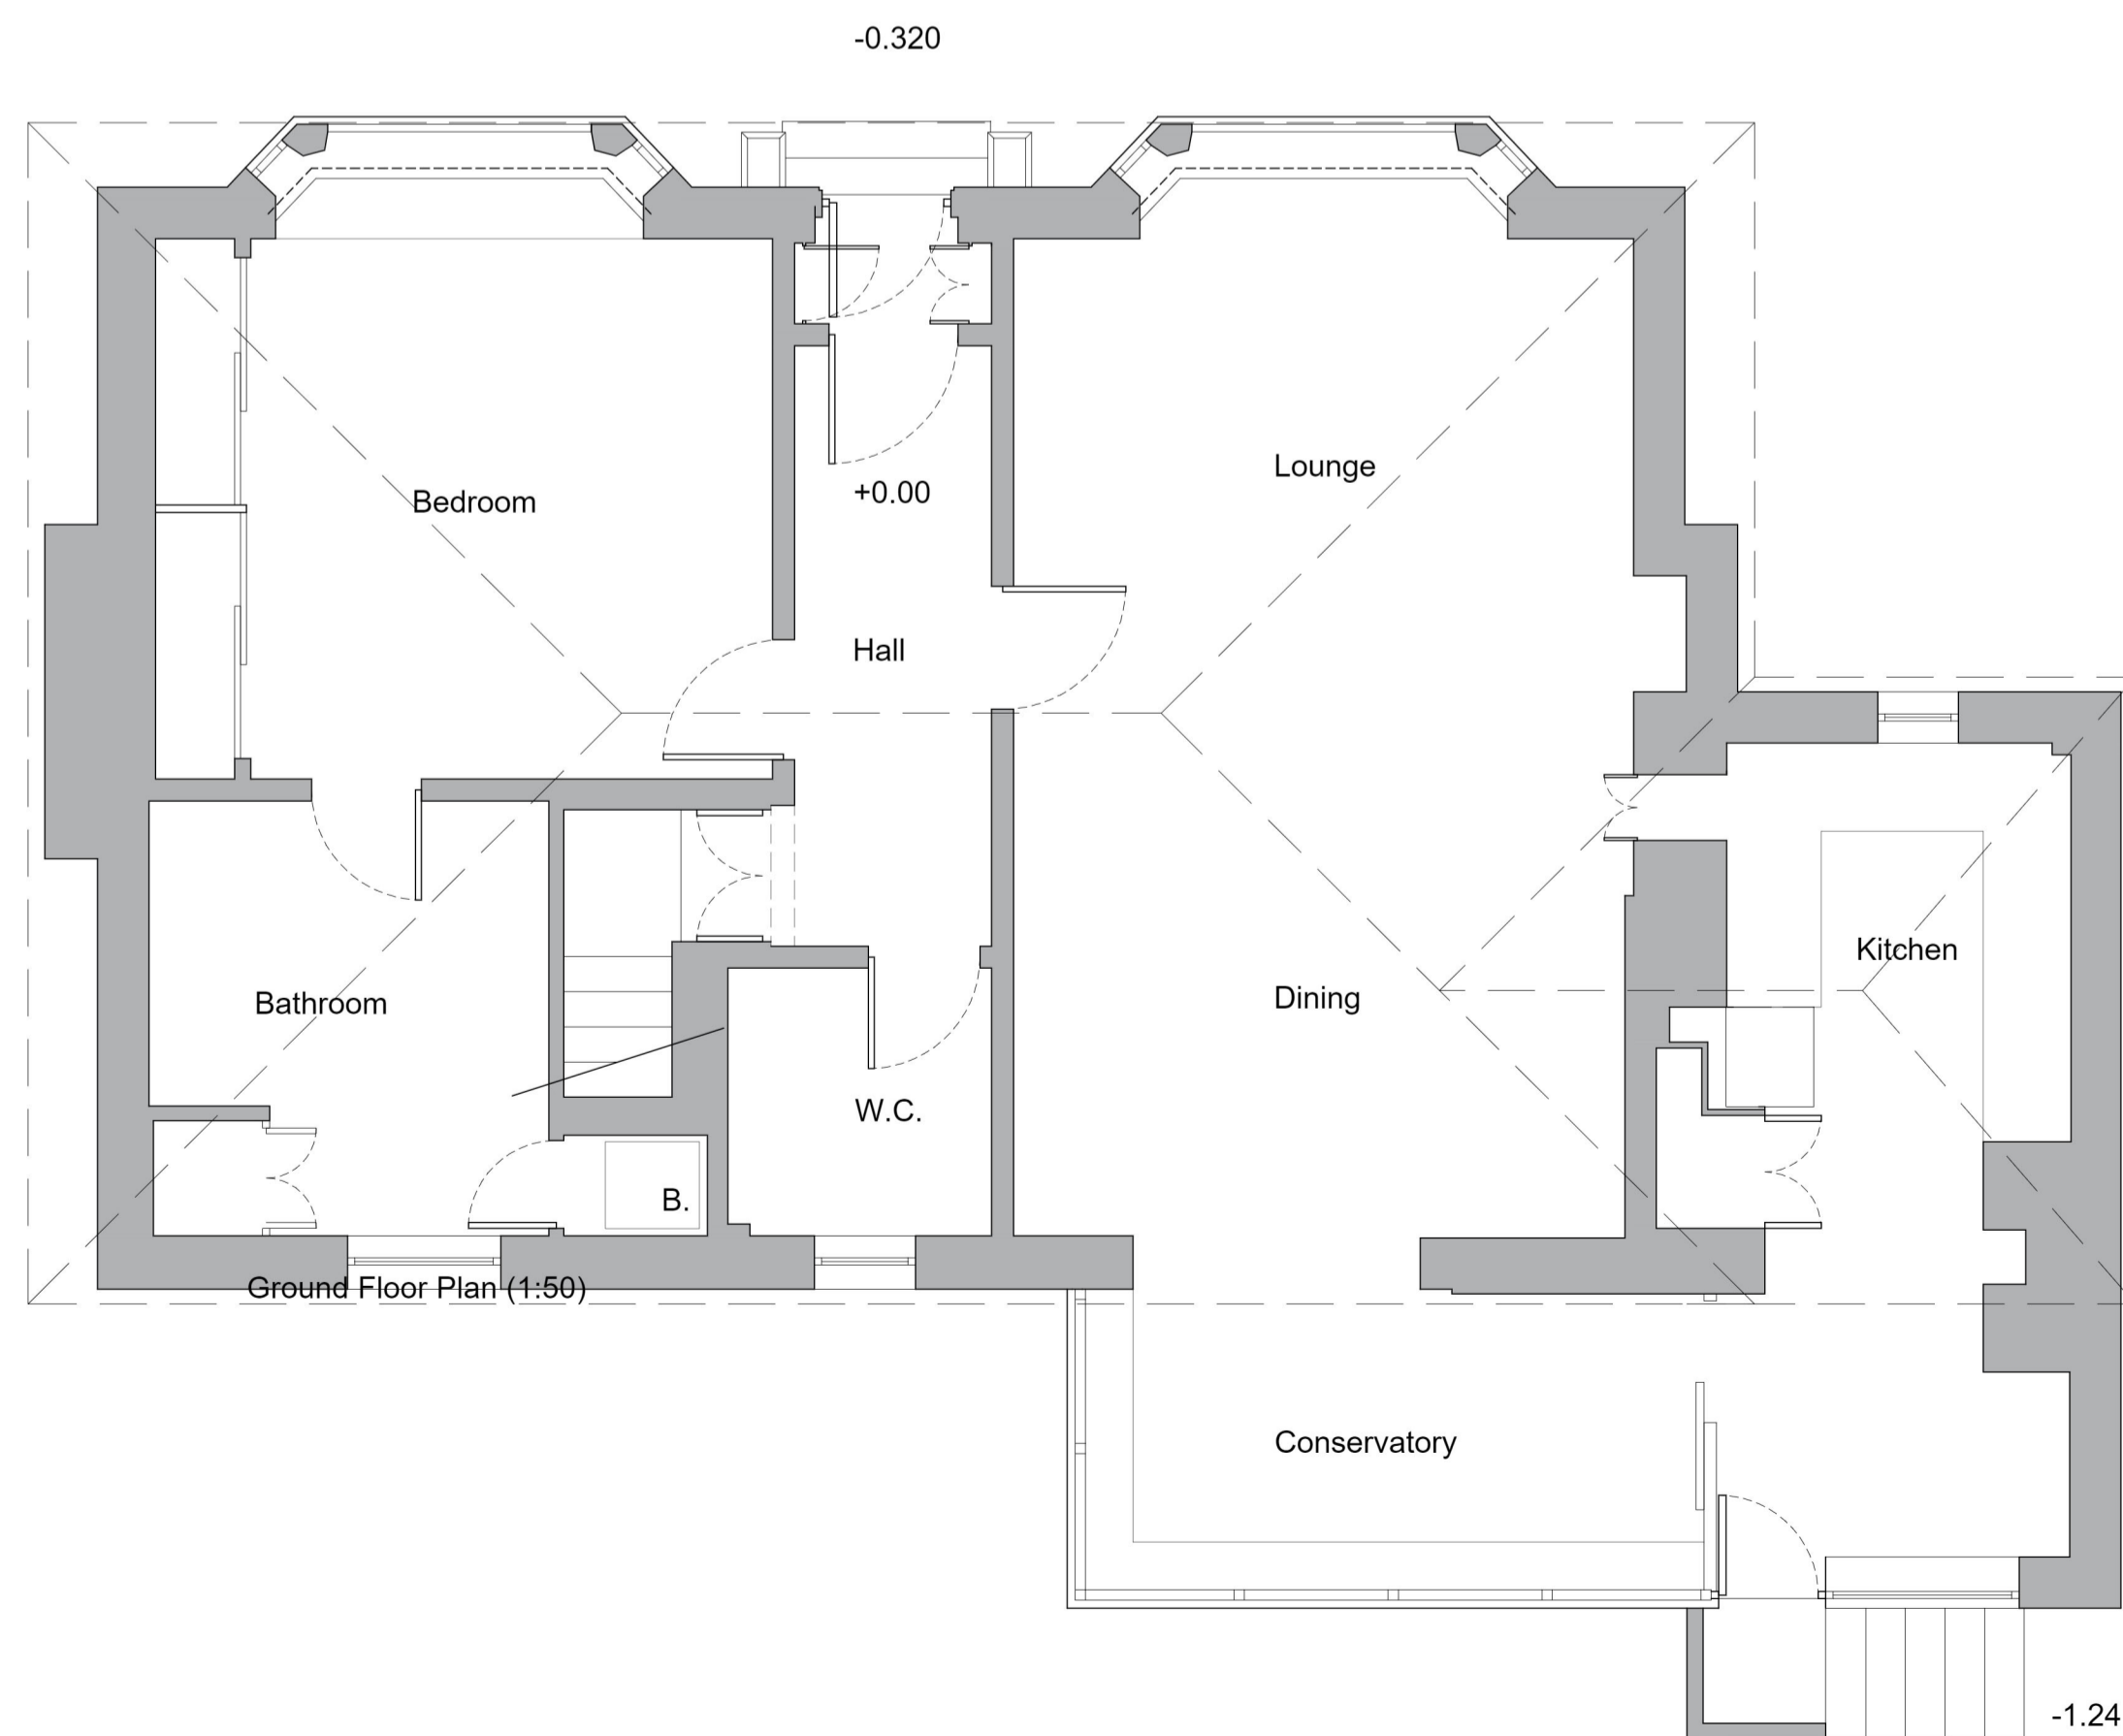 -0.320
Lounge
+0.00
Bedroom
Hall
Kitchen
Dining
Bathroom
W.C.
B.
Ground Floor Plan (1:50)
Conservatory
-1.24